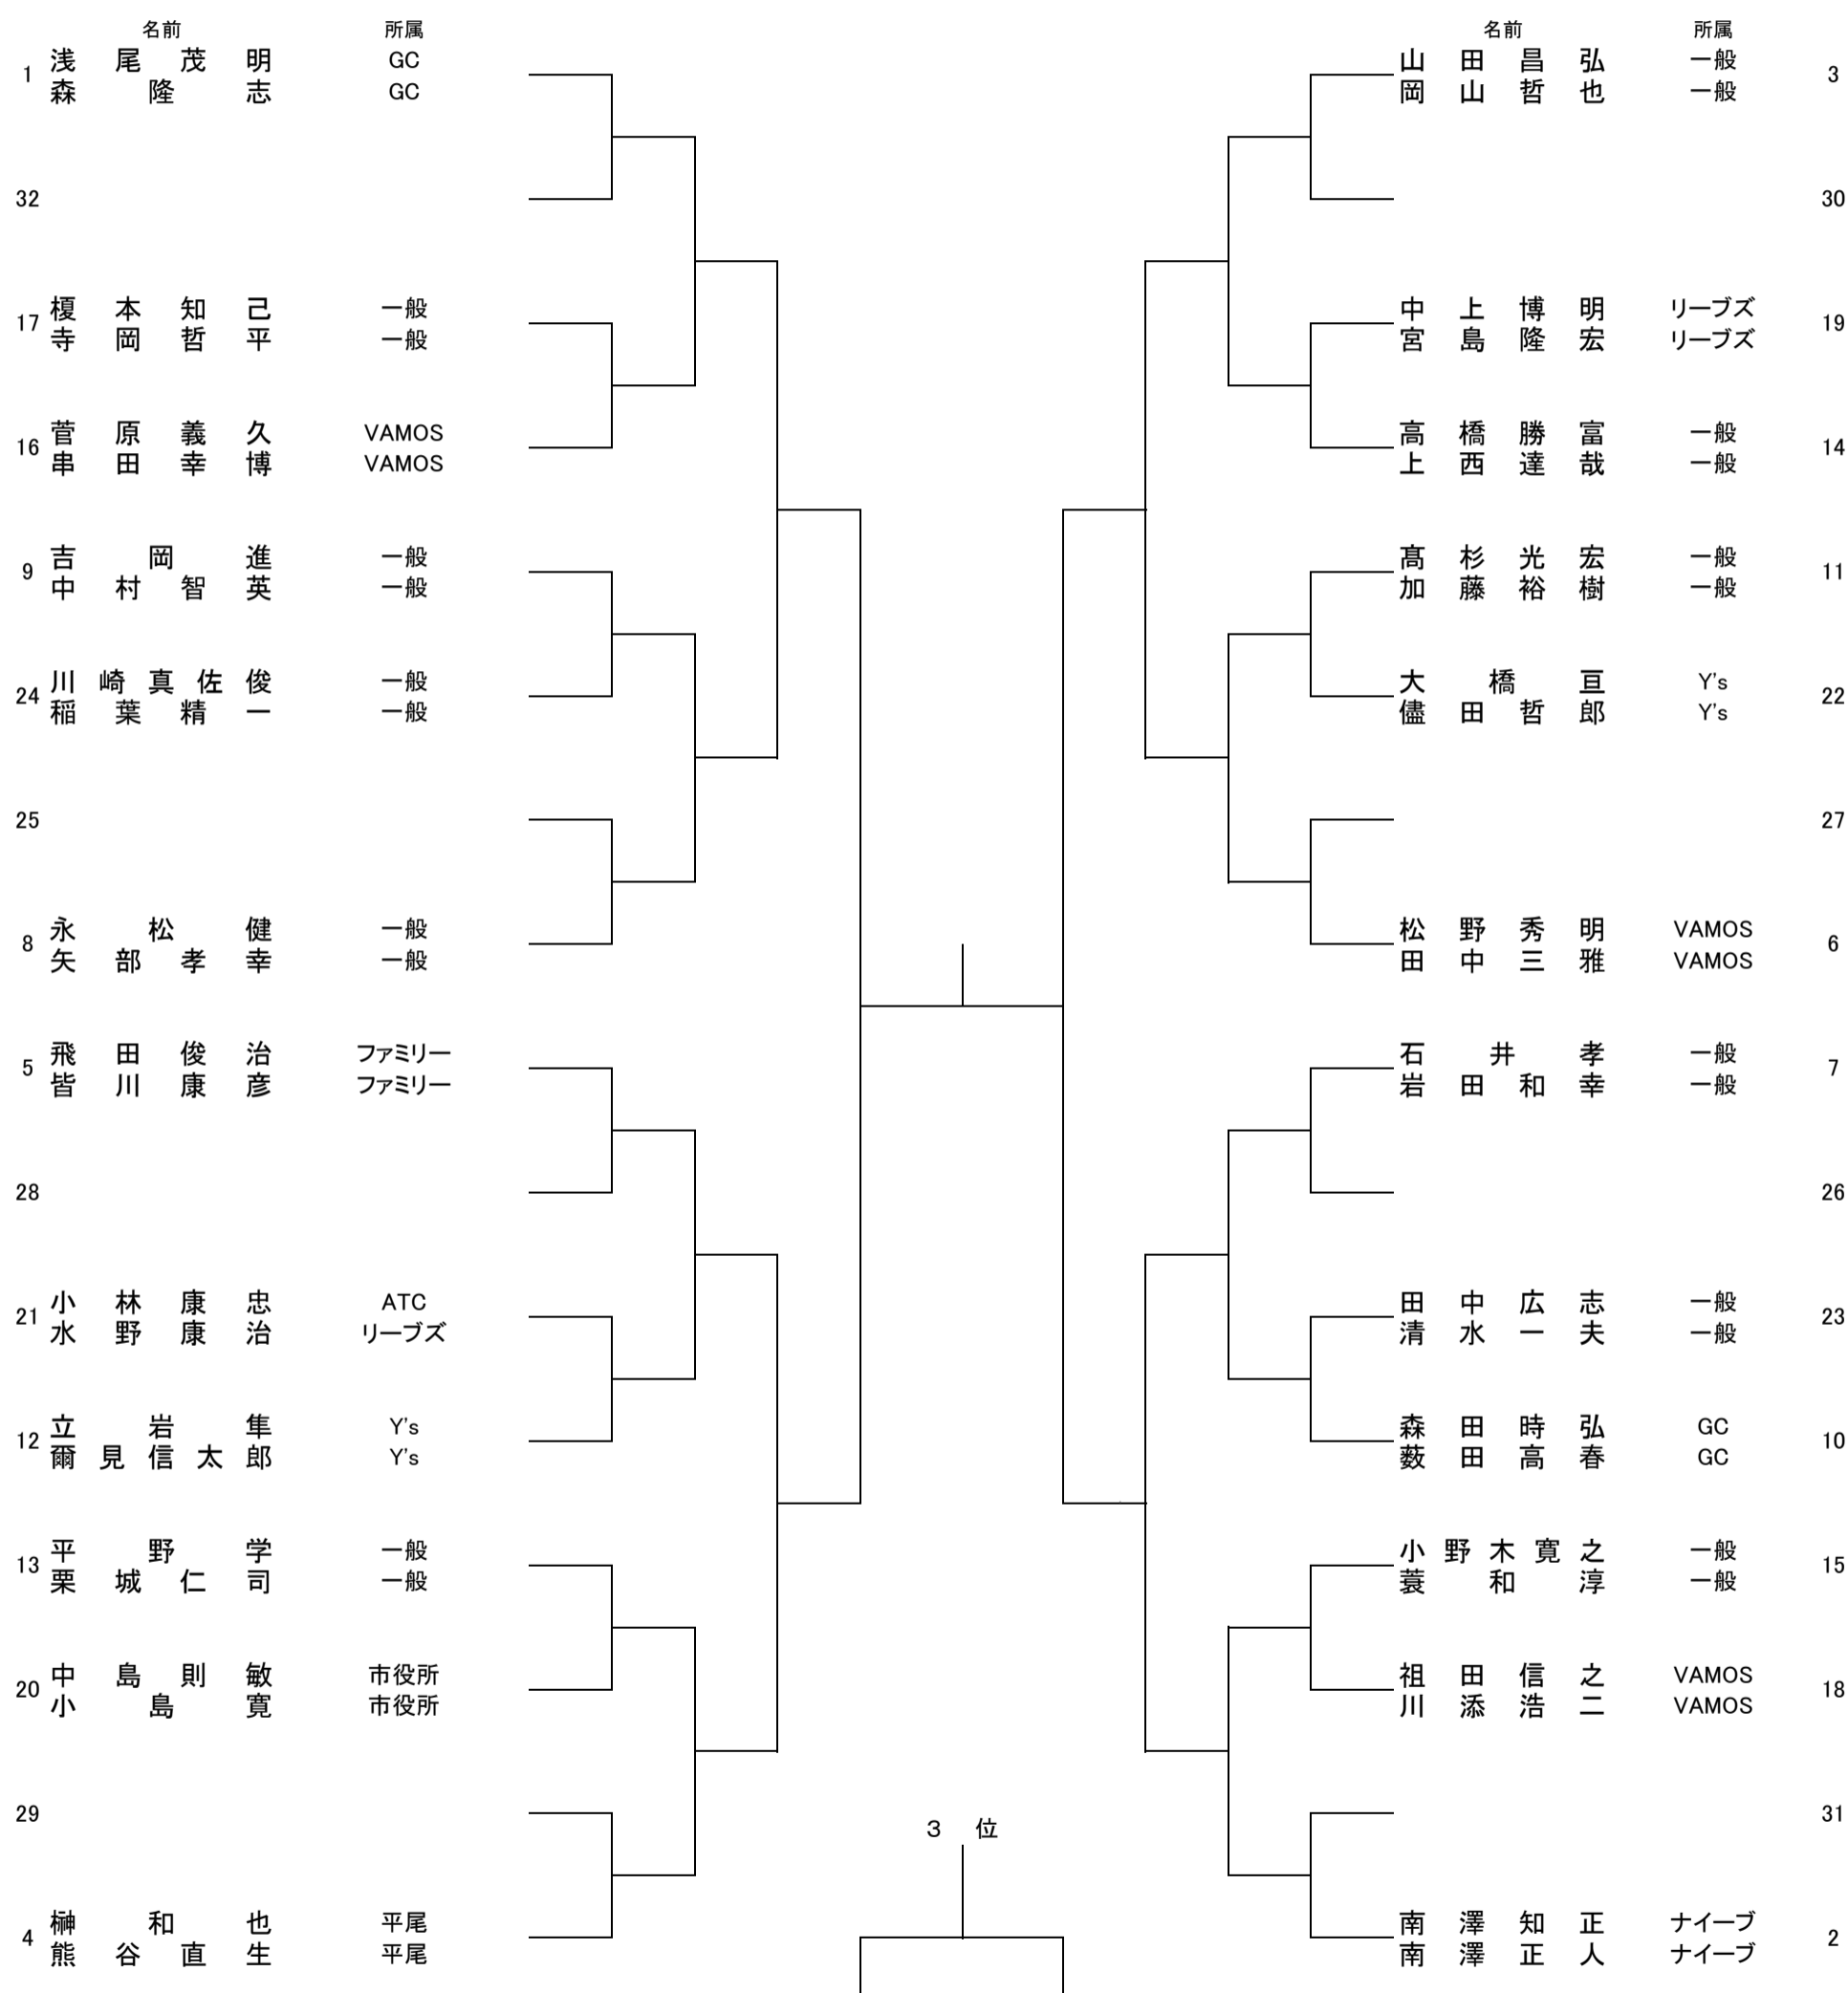 名前 所属 名前 所属
浅尾茂明 GC 山田昌弘 一般
1 3
森隆志 GC 岡山哲也 一般
32 30
榎本知己 一般 中上博明 リーブズ
17 19
寺岡哲平 一般 宮島隆宏 リーブズ
菅原義久 VAMOS 高橋勝富 一般
16 14
串田幸博 VAMOS 上西達哉 一般
吉岡進 一般 髙杉光宏 一般
9 11
中村智英 一般 加藤裕樹 一般
川崎真佐俊 一般 大橋亘 Y's
24 22
稲葉精一 一般 儘田哲郎 Y's
25 27
永松健 一般 松野秀明 VAMOS
8 6
矢部孝幸 一般 田中三雅 VAMOS
飛田俊治 ファミリー 石井孝 一般
5 7
皆川康彦 ファミリー 岩田和幸 一般
28 26
小林康忠 ATC 田中広志 一般
21 23
水野康治 リーブズ 清水一夫 一般
立岩隼 Y's 森田時弘 GC
12 10
爾見信太郎 Y's 薮田高春 GC
平野学 一般 小野木寛之 一般
13 15
栗城仁司 一般 蓑和淳 一般
中島則敏 市役所 祖田信之 VAMOS
20 18
小島寛 市役所 川添浩二 VAMOS
29 31
3 位
榊和也 平尾 南澤知正 ナイーブ
4 2
熊谷直生 平尾 南澤正人 ナイーブ